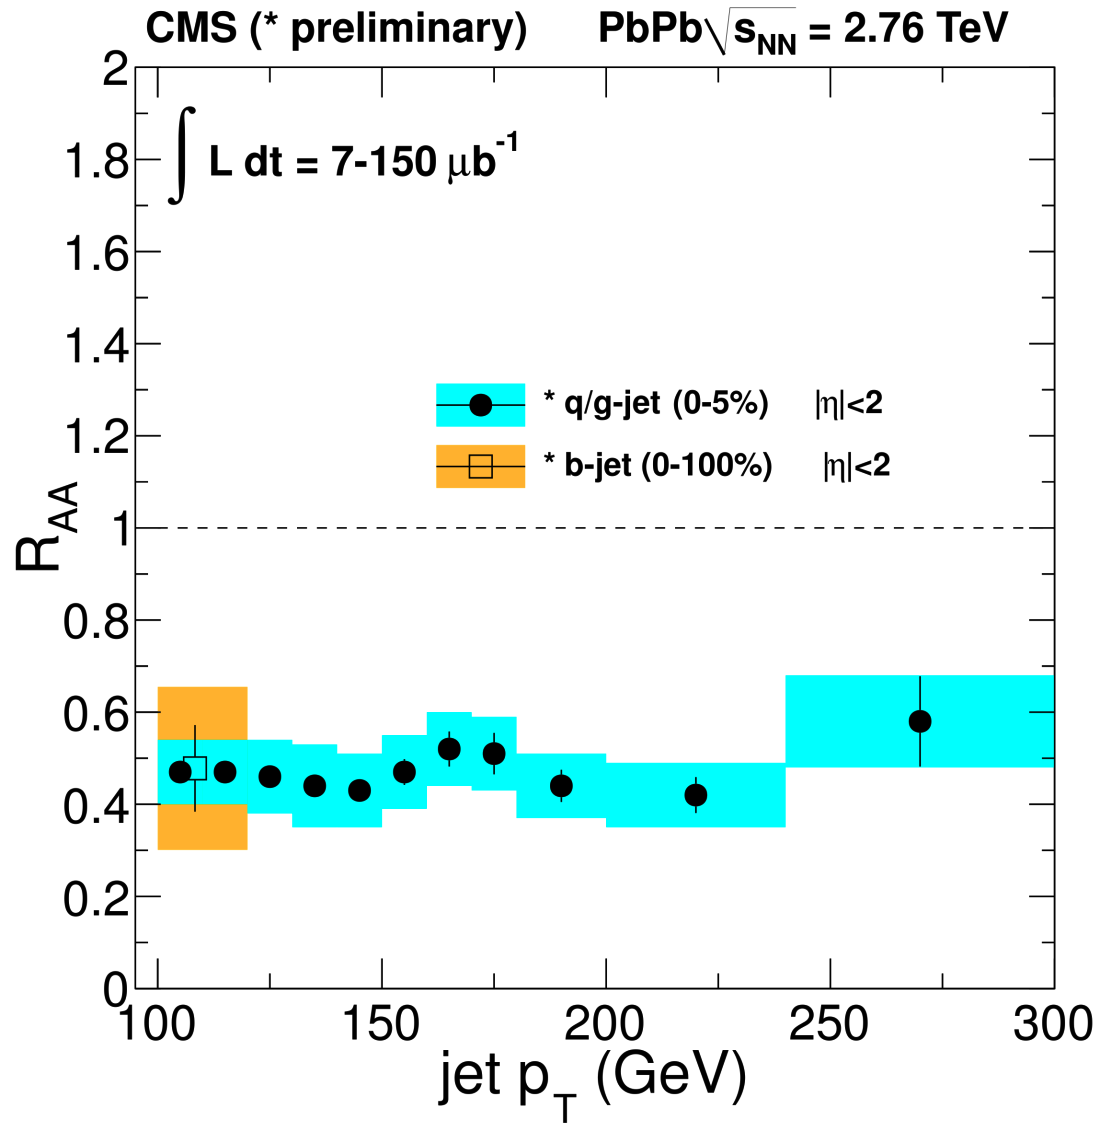 CMS (* preliminary) PbPb√sNN = 2.76 TeV
2
∫ L dt = 7-150 μb-1
1.8
1.6
1.4
* q/g-jet (0-5%) |η|<2
1.2
* b-jet (0-100%) |η|<2
RAA
1
0.8
0.6
0.4
0.2
0
100 150 200 250 300
jet pT (GeV)